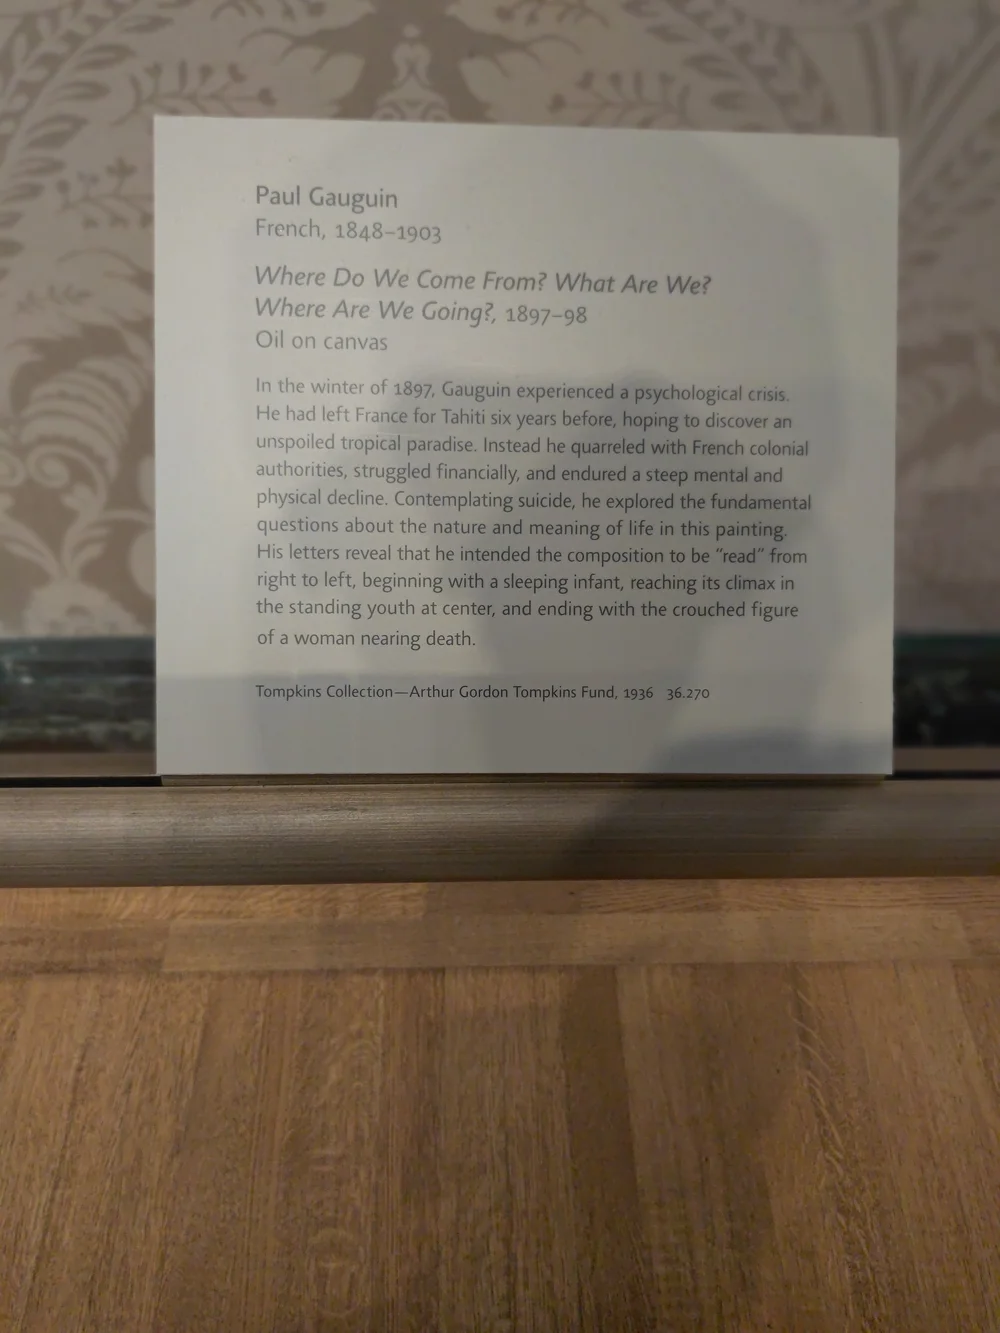 Paul Gauguin
French, 1848–1903
Where Do We Come From? What Are We?
Where Are We Going?, 1897–98
Oil on canvas
In the winter of 1897, Gauguin experienced a psychological crisis.
He had left France for Tahiti six years before, hoping to discover an
unspoiled tropical paradise. Instead he quarreled with French colonial
authorities, struggled financially, and endured a steep mental and
physical decline. Contemplating suicide, he explored the fundamental
questions about the nature and meaning of life in this painting.
His letters reveal that he intended the composition to be “read” from
right to left, beginning with a sleeping infant, reaching its climax in
the standing youth at center, and ending with the crouched figure
of a woman nearing death.
Tompkins Collection—Arthur Gordon Tompkins Fund, 1936 36.270